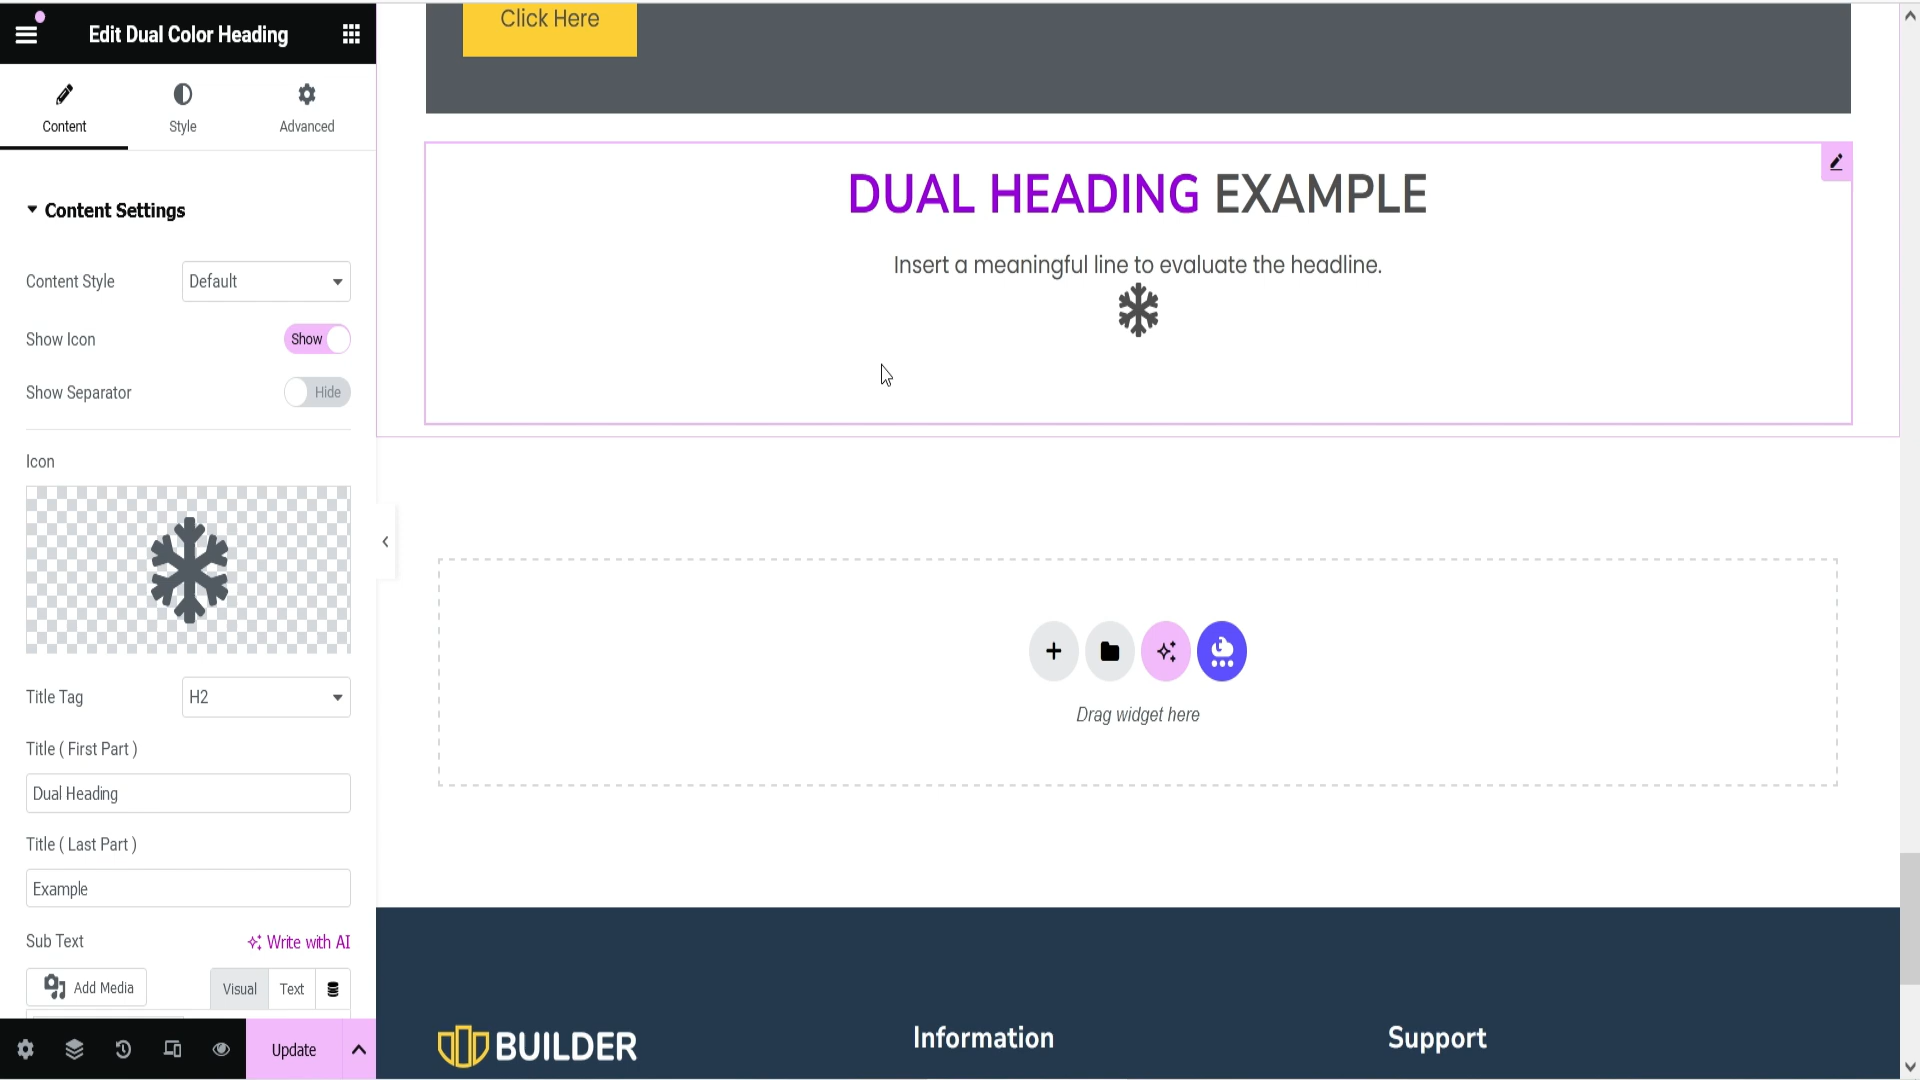 Edit Dual Color Heading
Content
Style
Advanced
Content Settings
Content Style
Default
Show Icon
Show
Show Separator
Hide
Icon
Title Tag
H2
Title ( First Part )
Dual Heading
Title ( Last Part )
Example
Sub Text
Write with AI
Add Media
Visual
Text
Update
Click Here
DUAL HEADING EXAMPLE
Insert a meaningful line to evaluate the headline.
Drag widget here
BUILDER
Information
Support